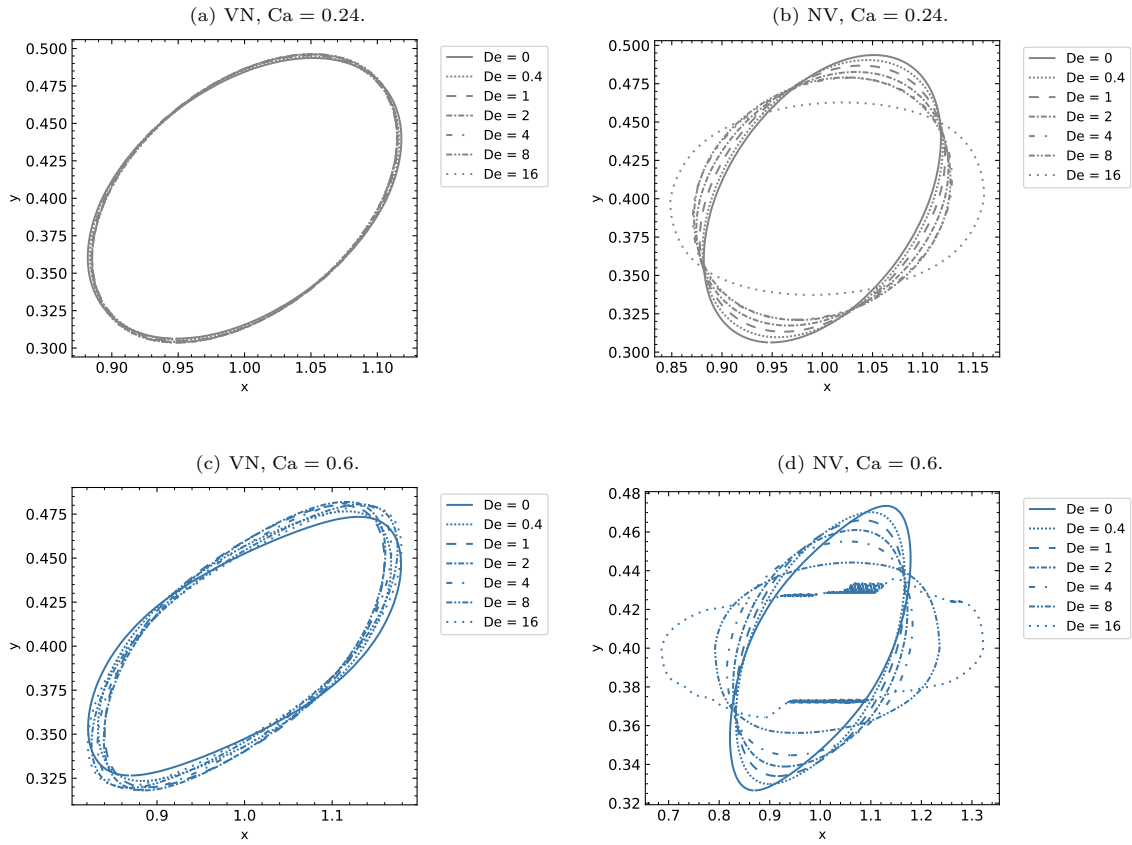 (a) VN, Ca = 0.24.
0.500
0.475
0.450
0.425
0.400
0.375
0.350
0.325
0.300
y
0.90
0.95
1.00
1.05
1.10
x
De = 0
De = 0.4
De = 1
De = 2
De = 4
De = 8
De = 16
(b) NV, Ca = 0.24.
0.500
0.475
0.450
0.425
0.400
0.375
0.350
0.325
0.300
y
0.85
0.90
0.95
1.00
1.05
1.10
1.15
x
De = 0
De = 0.4
De = 1
De = 2
De = 4
De = 8
De = 16
(c) VN, Ca = 0.6.
0.475
0.450
0.425
0.400
0.375
0.350
0.325
y
0.9
1.0
1.1
x
De = 0
De = 0.4
De = 1
De = 2
De = 4
De = 8
De = 16
(d) NV, Ca = 0.6.
0.48
0.46
0.44
0.42
0.40
0.38
0.36
0.34
0.32
y
0.7
0.8
0.9
1.0
1.1
1.2
1.3
x
De = 0
De = 0.4
De = 1
De = 2
De = 4
De = 8
De = 16